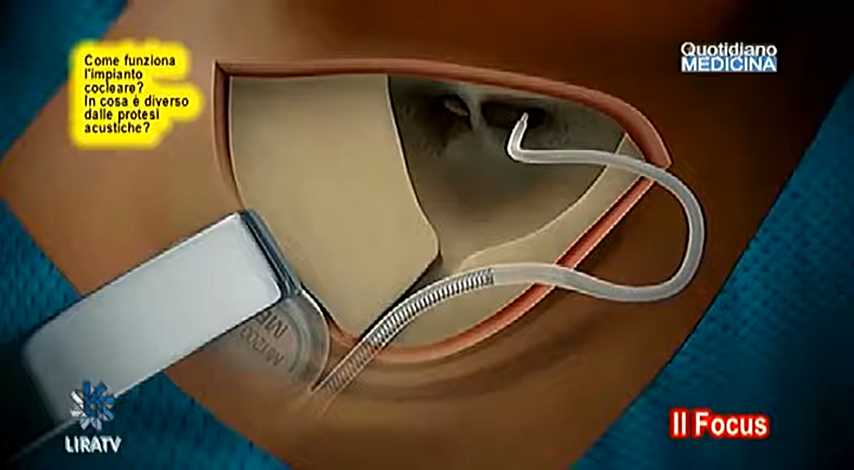 Come funziona
l'impianto
cocleare?
In cosa è diverso
dalle protesi
acustiche?
Quotidiano
MEDICINA
LIRATV
Il Focus